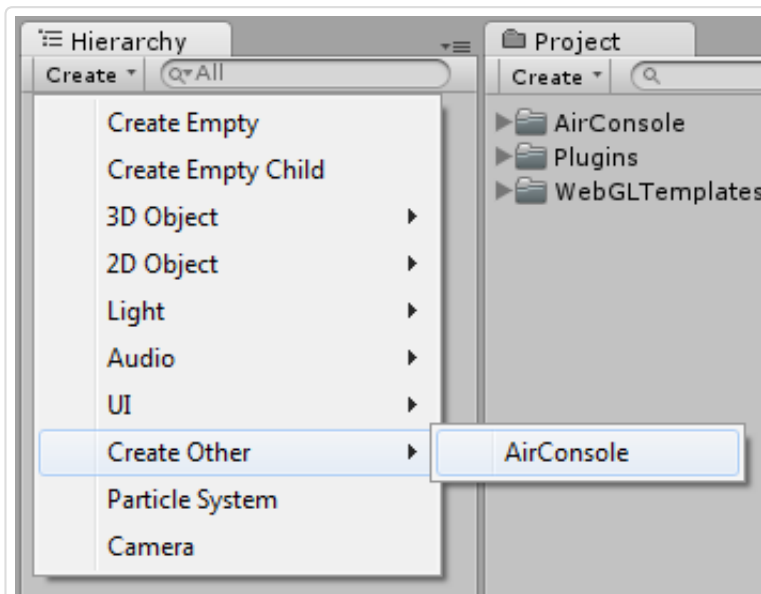 Hierarchy
Create All
Create Empty
Create Empty Child
3D Object
2D Object
Light
Audio
UI
Create Other
AirConsole
Particle System
Camera
Project
Create
AirConsole
Plugins
WebGLTemplates